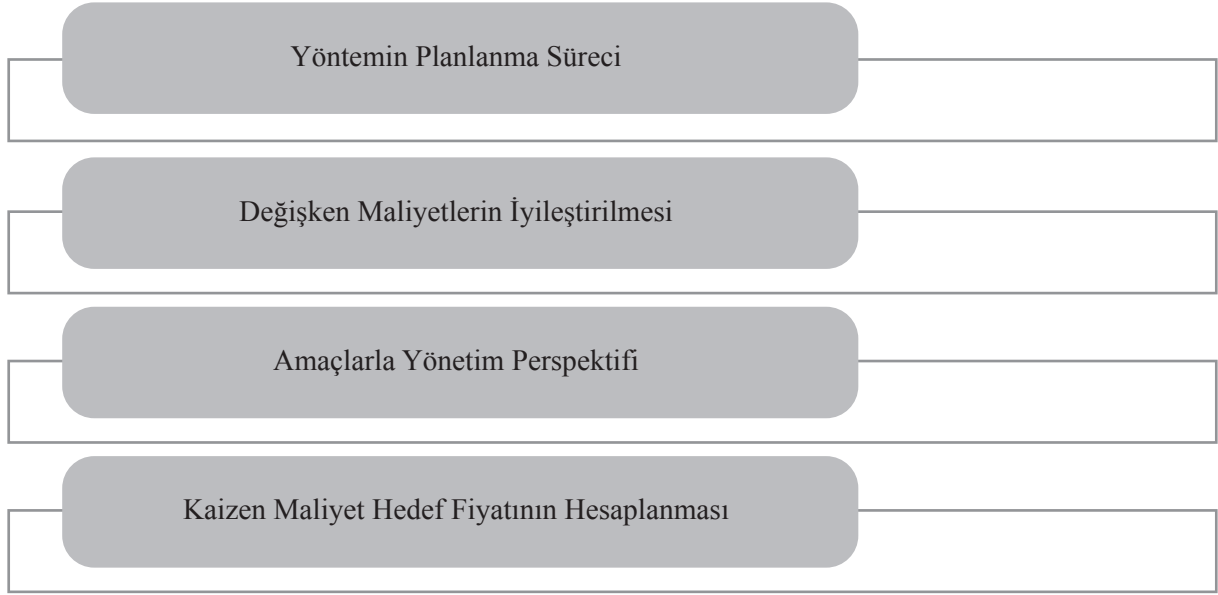 Yöntemin Planlanma Süreci
Değişken Maliyetlerin İyileştirilmesi
Amaçlarla Yönetim Perspektifi
Kaizen Maliyet Hedef Fiyatının Hesaplanması